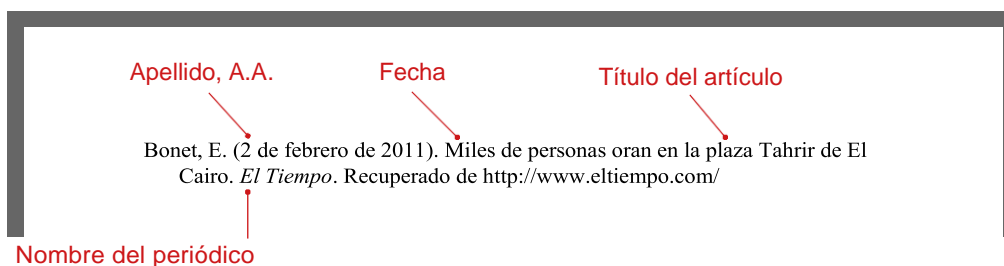 Apellido, A.A. Fecha Título del artículo
Bonet, E. (2 de febrero de 2011). Miles de personas oran en la plaza Tahrir de El
Cairo. El Tiempo. Recuperado de http://www.eltiempo.com/
Nombre del periódico